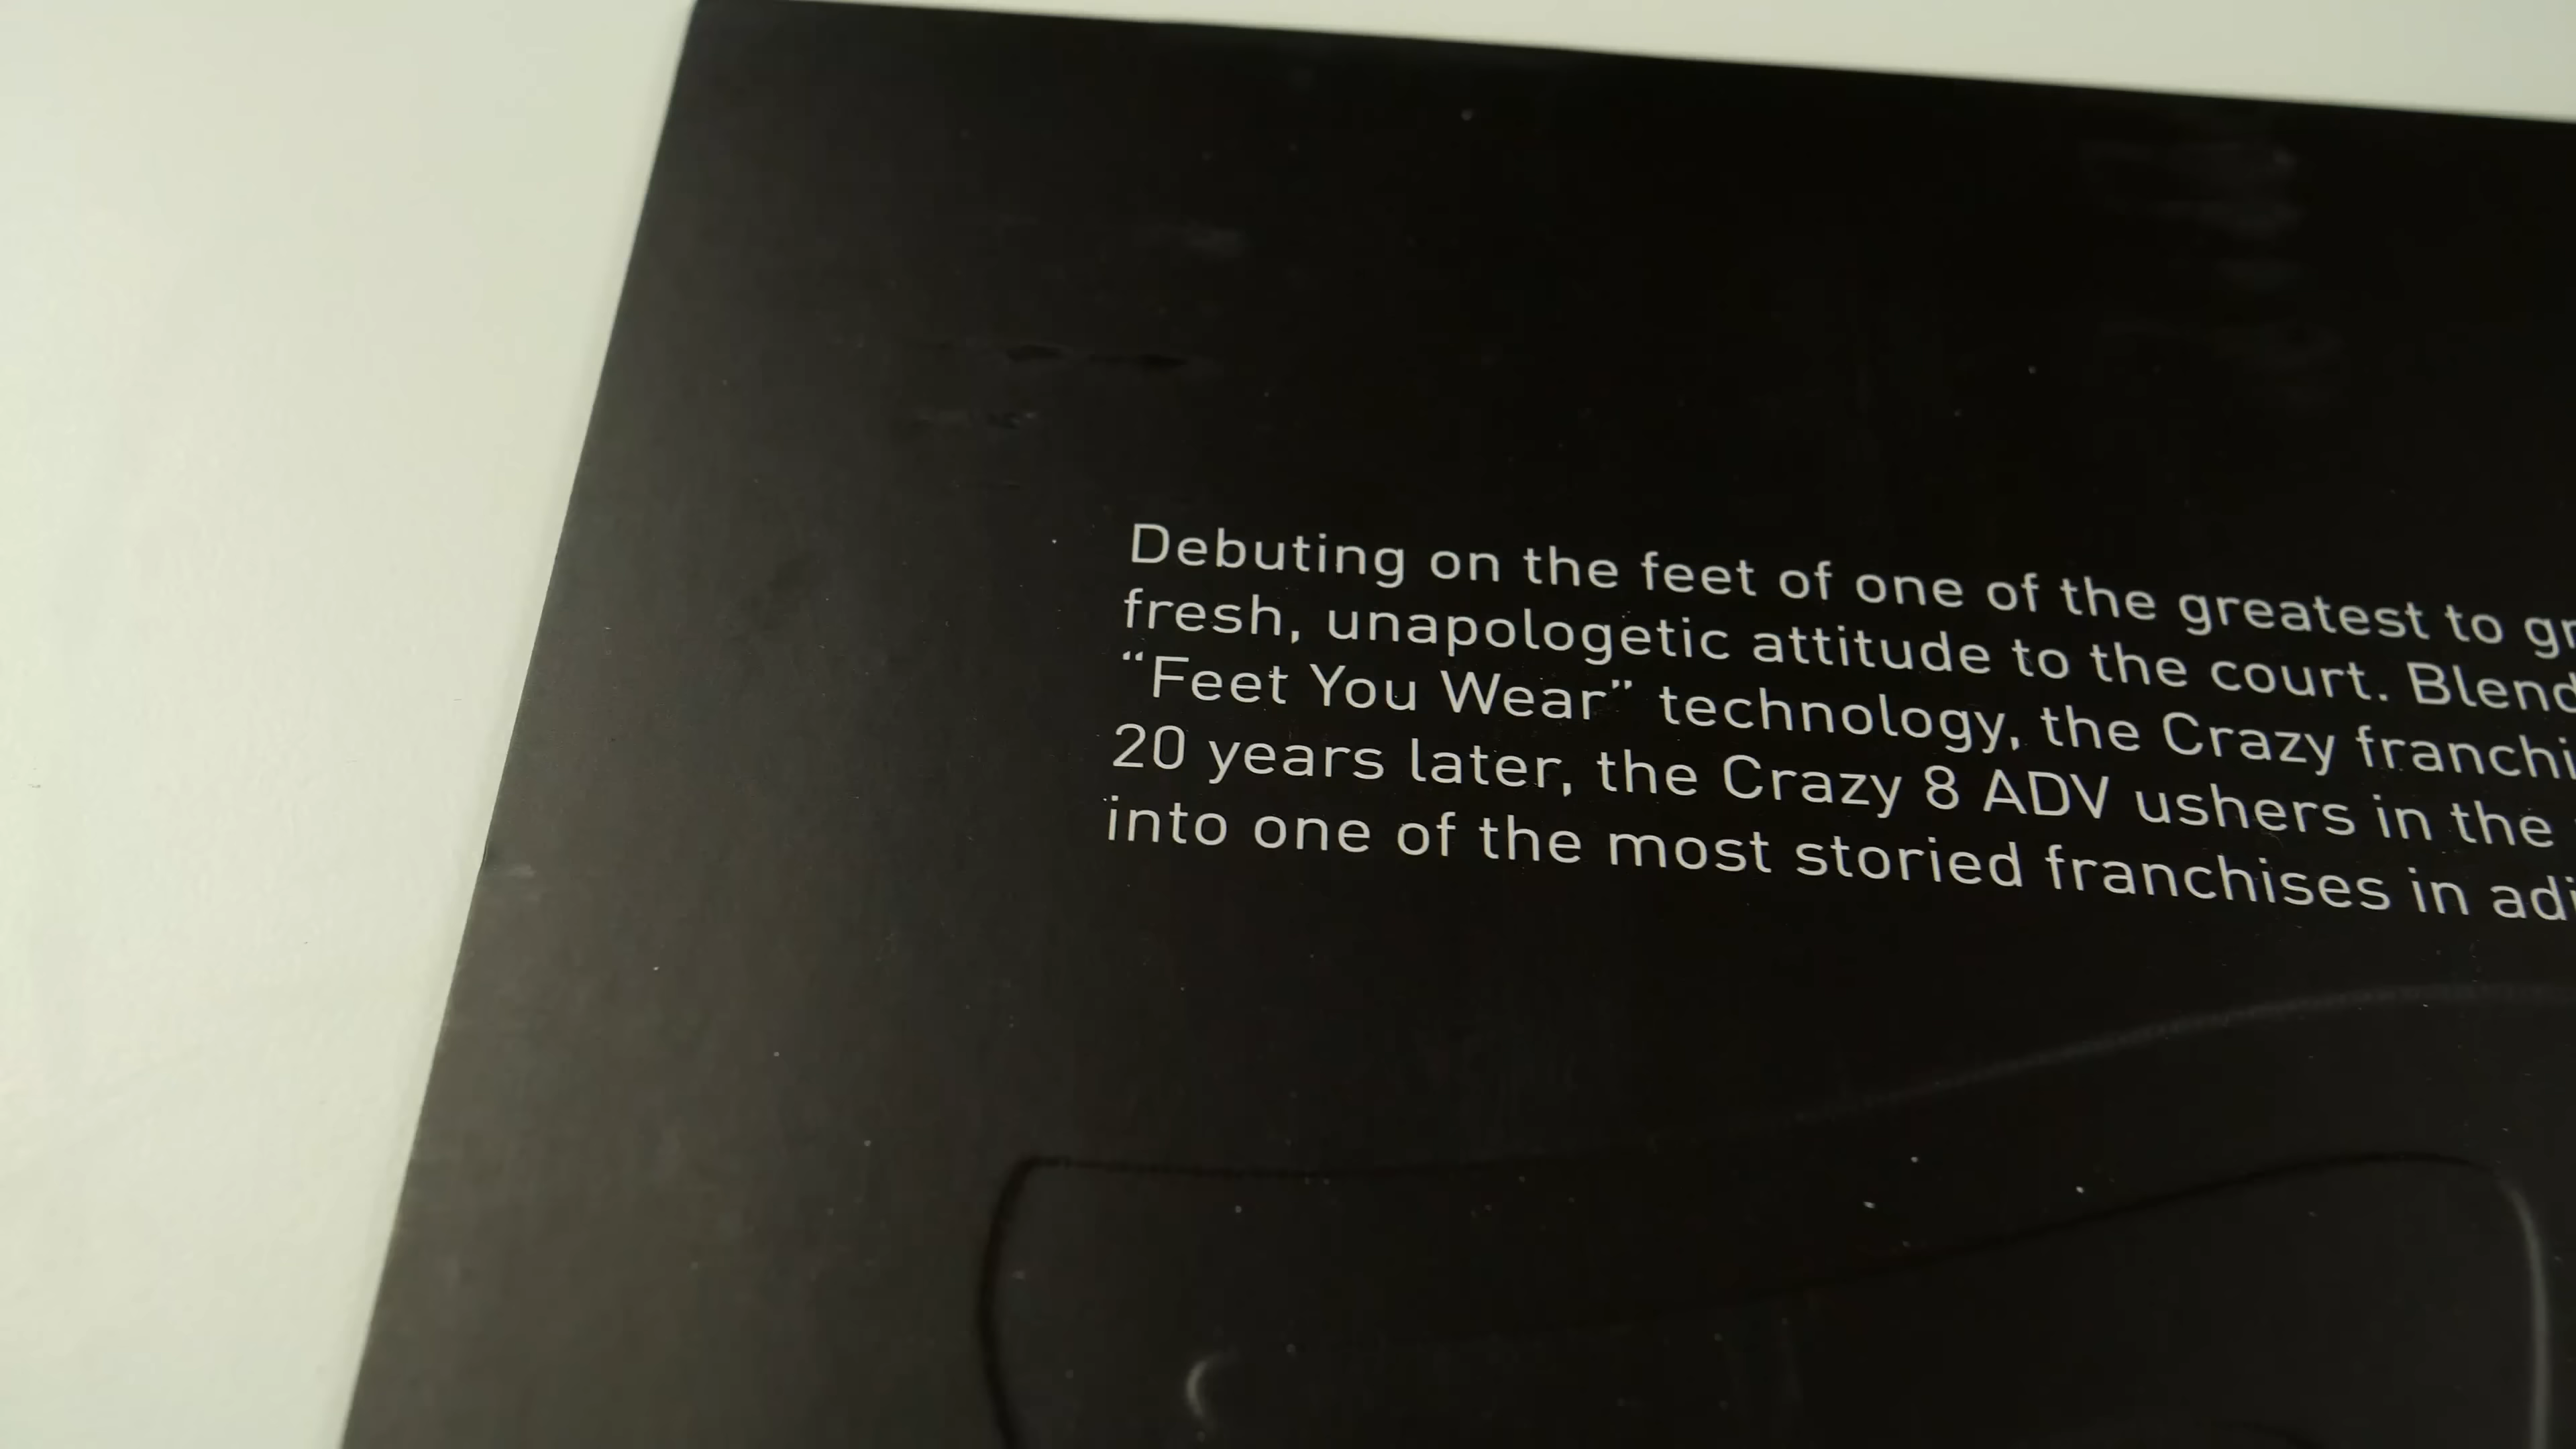 Debuting on the feet of one of the greatest to
fresh, unapologetic attitude to the court.
“Feet You Wear” technology, the Crazy
20 years later, the Crazy 8 ADV ushers in the
into one of the most storied franchises in